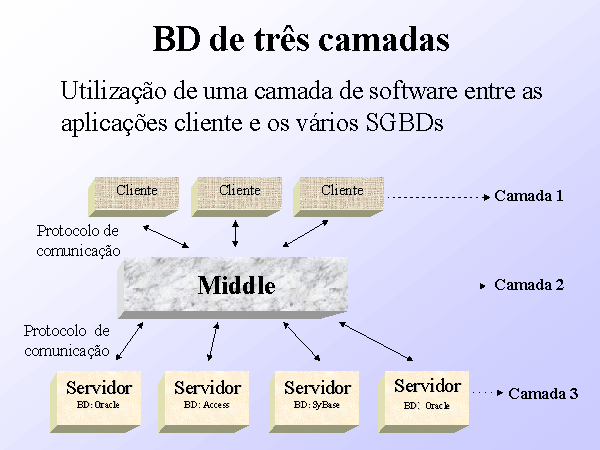 BD de três camadas
Utilização de uma camada de software entre as
aplicações cliente e os vários SGBDs
Cliente
Cliente
Cliente
Camada 1
Protocolo de
comunicação
Middle
Camada 2
Protocolo de
comunicação
Servidor
BD: Oracle
Servidor
BD: Access
Servidor
BD: SyBase
Servidor
BD: Oracle
Camada 3